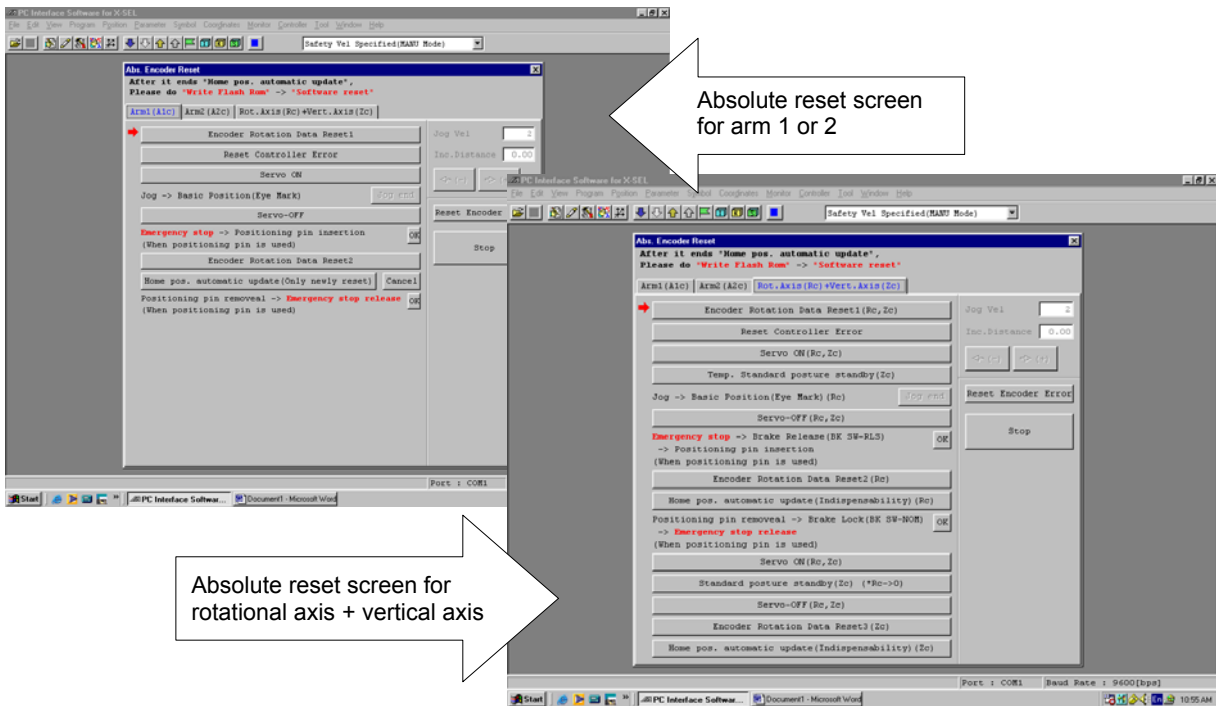 PC Interface Software for X-SEL
File Edit View Program Position Parameter Symbol Coordinates Monitor Controller Tool Window Help
Safety Vel Specified(MANU Mode)
Abs. Encoder Reset
After it ends "Home pos. automatic update",
Please do "Write Flash Rom" -> "Software reset"
Arm1(A1c) Arm2(A2c) Rot.Axis(Rc)+Vert.Axis(Zc)
Encoder Rotation Data Reset1
Reset Controller Error
Servo ON
Jog -> Basic Position(Eye Mark) Jog end
Servo-OFF
Emergency stop -> Positioning pin insertion OK
(When positioning pin is used)
Encoder Rotation Data Reset2
Home pos. automatic update(Only newly reset) Cancel
Positioning pin removeal -> Emergency stop release OK
(When positioning pin is used)
Jog Vel 2
Inc.Distance 0.00
<-(-)
Reset Encoder
Stop
Port : COM1
Start PC Interface Softwar... Document1 - Microsoft Word
Absolute reset screen
for arm 1 or 2
PC Interface Software for X-SEL
File Edit View Program Position Parameter Symbol Coordinates Monitor Controller Tool Window Help
Safety Vel Specified(MANU Mode)
Abs. Encoder Reset
After it ends "Home pos. automatic update",
Please do "Write Flash Rom" -> "Software reset"
Arm1(A1c) Arm2(A2c) Rot.Axis(Rc)+Vert.Axis(Zc)
Encoder Rotation Data Reset1(Rc,Zc)
Reset Controller Error
Servo ON(Rc,Zc)
Temp. Standard posture standby(Zc)
Jog -> Basic Position(Eye Mark)(Rc) Jog end
Servo-OFF(Rc,Zc)
Emergency stop -> Brake Release(BK SW-RLS) OK
-> Positioning pin insertion
(When positioning pin is used)
Encoder Rotation Data Reset2(Rc)
Home pos. automatic update(Indispensability)(Rc)
Positioning pin removeal -> Brake Lock(BK SW-NOM) OK
-> Emergency stop release
(When positioning pin is used)
Servo ON(Rc,Zc)
Standard posture standby(Zc) (*Rc->0)
Servo-OFF(Rc,Zc)
Encoder Rotation Data Reset3(Zc)
Home pos. automatic update(Indispensability)(Zc)
Jog Vel 2
Inc.Distance 0.00
<-(-) ->(+)
Reset Encoder Error
Stop
Port : COM1 Baud Rate : 9600[bps]
Start PC Interface Softwar... Document1 - Microsoft Word 10:55 AM
Absolute reset screen for
rotational axis + vertical axis